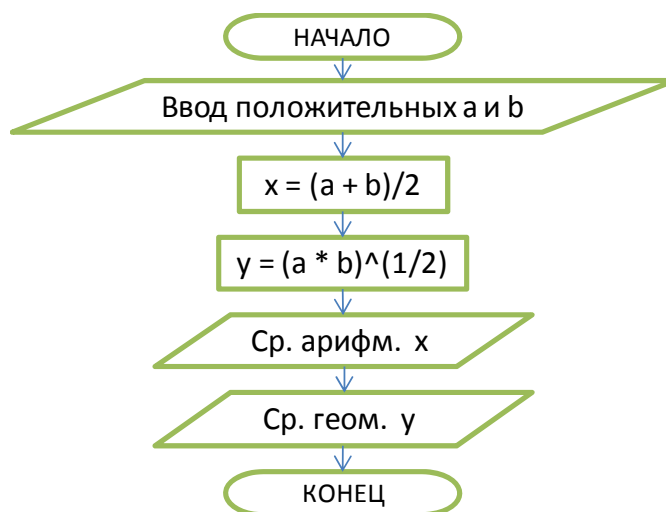 НАЧАЛО
Ввод положительных a и b
x = (a + b)/2
y = (a * b)^(1/2)
Ср. арифм. x
Ср. геом. y
КОНЕЦ